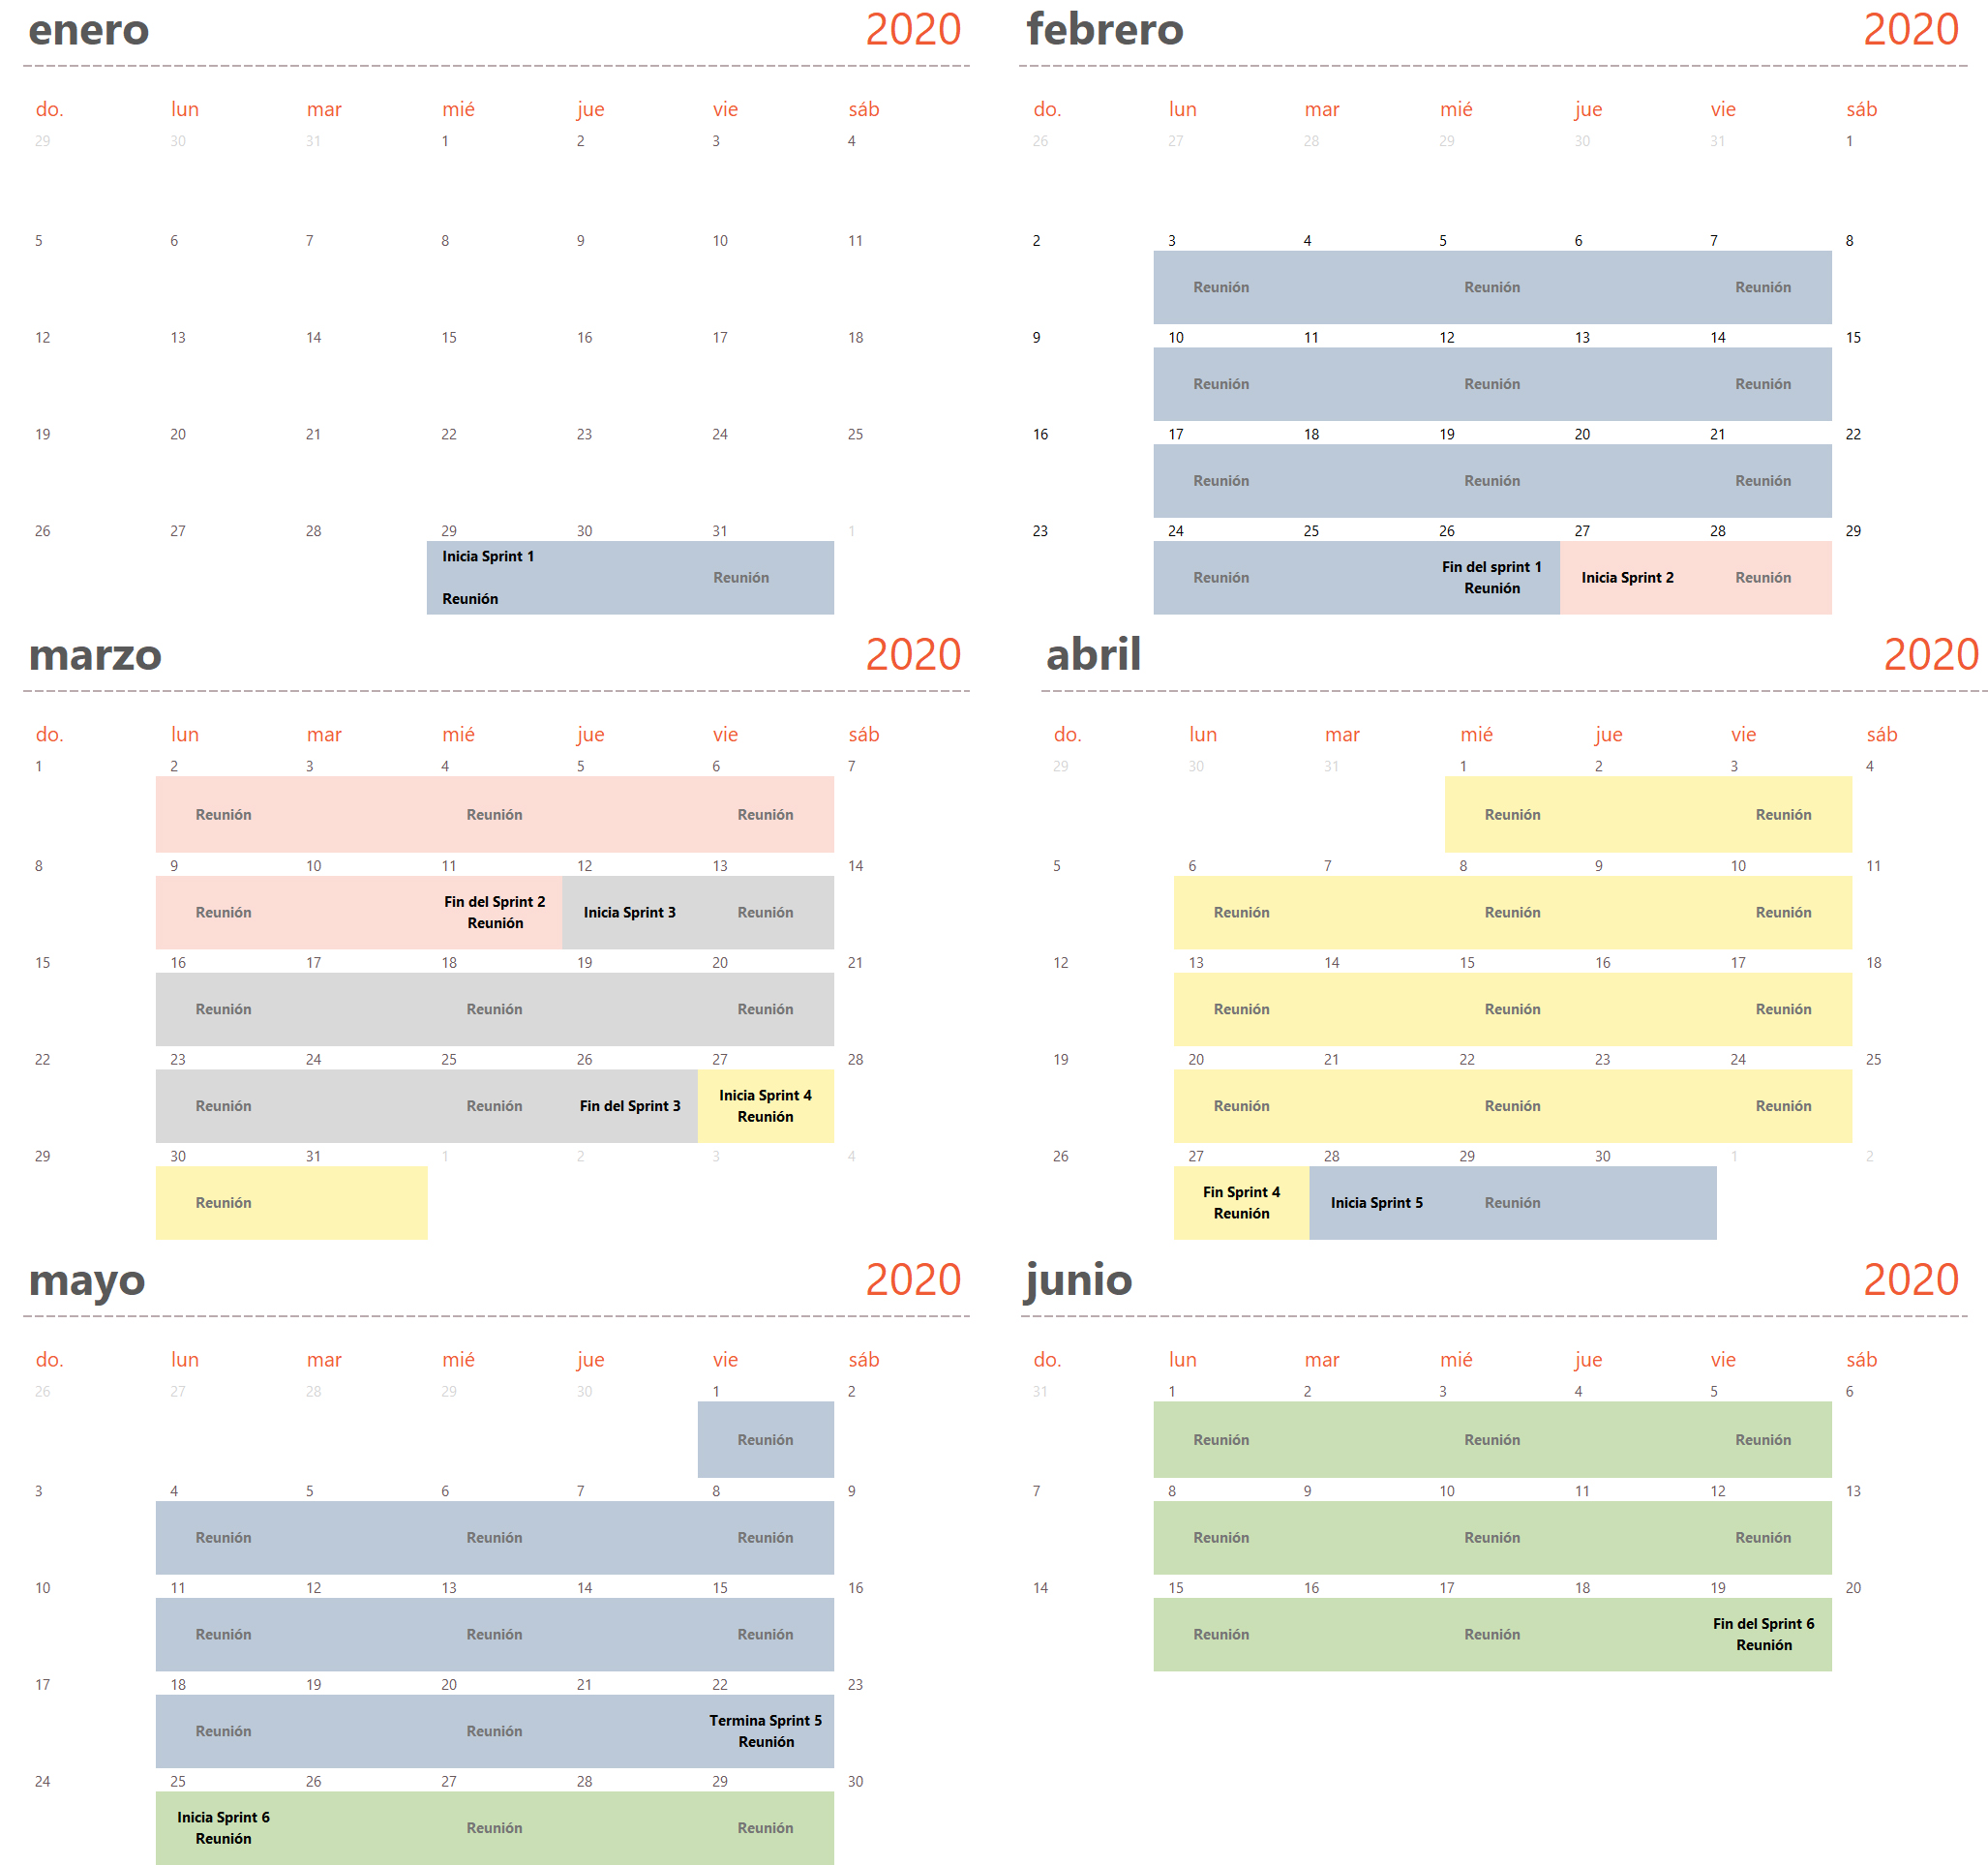 enero 2020
do. lun mar mié jue vie sáb
29 30 31 1 2 3 4
5 6 7 8 9 10 11
12 13 14 15 16 17 18
19 20 21 22 23 24 25
26 27 28 29 30 31 1
Inicia Sprint 1
Reunión
Reunión
febrero 2020
do. lun mar mié jue vie sáb
26 27 28 29 30 31 1
2 3 4 5 6 7 8
Reunión Reunión Reunión
9 10 11 12 13 14 15
Reunión Reunión Reunión
16 17 18 19 20 21 22
Reunión Reunión Reunión
23 24 25 26 27 28 29
Reunión
Fin del sprint 1
Reunión
Inicia Sprint 2
Reunión
marzo 2020
do. lun mar mié jue vie sáb
1 2 3 4 5 6 7
Reunión Reunión Reunión
8 9 10 11 12 13 14
Reunión
Fin del Sprint 2
Reunión
Inicia Sprint 3
Reunión
15 16 17 18 19 20 21
Reunión Reunión Reunión
22 23 24 25 26 27 28
Reunión Reunión Fin del Sprint 3
Inicia Sprint 4
Reunión
29 30 31 1 2 3 4
Reunión
abril 2020
do. lun mar mié jue vie sáb
29 30 31 1 2 3 4
Reunión Reunión
5 6 7 8 9 10 11
Reunión Reunión Reunión
12 13 14 15 16 17 18
Reunión Reunión Reunión
19 20 21 22 23 24 25
Reunión Reunión Reunión
26 27 28 29 30 1 2
Fin Sprint 4
Reunión
Inicia Sprint 5
Reunión
mayo 2020
do. lun mar mié jue vie sáb
26 27 28 29 30 1 2
Reunión
3 4 5 6 7 8 9
Reunión Reunión Reunión
10 11 12 13 14 15 16
Reunión Reunión Reunión
17 18 19 20 21 22 23
Reunión Reunión
Termina Sprint 5
Reunión
24 25 26 27 28 29 30
Inicia Sprint 6
Reunión
Reunión Reunión
junio 2020
do. lun mar mié jue vie sáb
31 1 2 3 4 5 6
Reunión Reunión Reunión
7 8 9 10 11 12 13
Reunión Reunión Reunión
14 15 16 17 18 19 20
Reunión Reunión
Fin del Sprint 6
Reunión